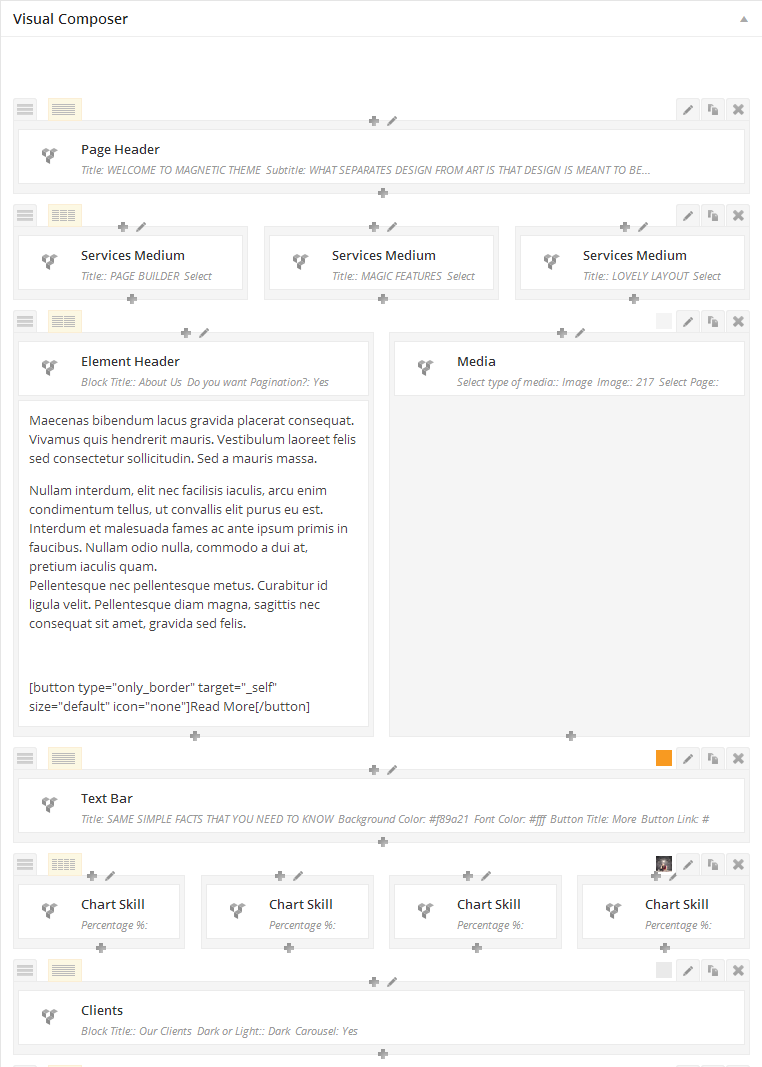 Visual Composer
Page Header
Title: WELCOME TO MAGNETIC THEME Subtitle: WHAT SEPARATES DESIGN FROM ART IS THAT DESIGN IS MEANT TO BE...
Services Medium
Title:: PAGE BUILDER Select
Services Medium
Title:: MAGIC FEATURES Select
Services Medium
Title:: LOVELY LAYOUT Select
Element Header
Block Title:: About Us Do you want Pagination?: Yes
Maecenas bibendum lacus gravida placerat consequat.
Vivamus quis hendrerit mauris. Vestibulum laoreet felis
sed consectetur sollicitudin. Sed a mauris massa.
Nullam interdum, elit nec facilisis iaculis, arcu enim
condimentum tellus, ut convallis elit purus eu est.
Interdum et malesuada fames ac ante ipsum primis in
faucibus. Nullam odio nulla, commodo a dui at,
pretium iaculis quam.
Pellentesque nec pellentesque metus. Curabitur id
ligula velit. Pellentesque diam magna, sagittis nec
consequat sit amet, gravida sed felis.
[button type="only_border" target="_self"
size="default" icon="none"]Read More[/button]
Media
Select type of media:: Image Image:: 217 Select Page::
Text Bar
Title: SAME SIMPLE FACTS THAT YOU NEED TO KNOW Background Color: #f89a21 Font Color: #fff Button Title: More Button Link: #
Chart Skill
Percentage %:
Chart Skill
Percentage %:
Chart Skill
Percentage %:
Chart Skill
Percentage %:
Clients
Block Title:: Our Clients Dark or Light:: Dark Carousel: Yes